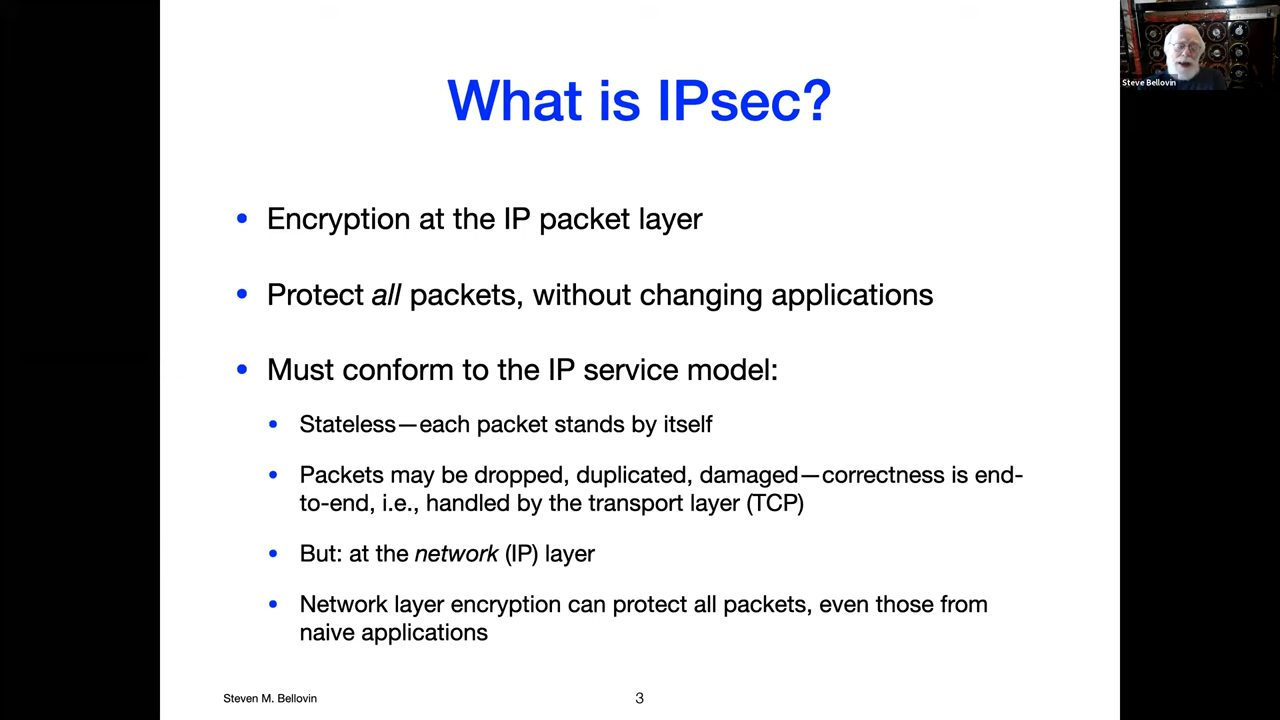 What is IPsec?
Steve Bellovin
• Encryption at the IP packet layer
• Protect all packets, without changing applications
• Must conform to the IP service model:
• Stateless—each packet stands by itself
• Packets may be dropped, duplicated, damaged—correctness is end-
to-end, i.e., handled by the transport layer (TCP)
• But: at the network (IP) layer
• Network layer encryption can protect all packets, even those from
naive applications
Steven M. Bellovin
3